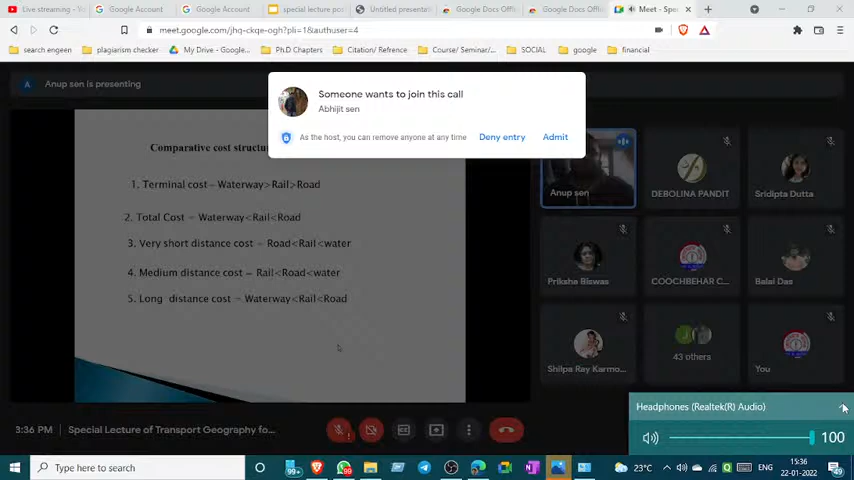 Live streaming -
Google Account
Google Account
special lecture pos
Untitled presentati
Google Docs Offli
Google Docs Offli
Meet - Spe
meet.google.com/jhq-ckqe-ogh?pli=1&authuser=4
search engeen
plagiarism checker
My Drive - Google...
Ph.D Chapters
Citation/ Refrence
Course/ Seminar/...
SOCIAL
google
financial
A
Anup sen is presenting
Someone wants to join this call
Abhijit sen
As the host, you can remove anyone at any time
Deny entry
Admit
Comparative cost struct
1. Terminal cost– Waterway>Rail>Road
2. Total Cost = Waterway<Rail<Road
3. Very short distance cost = Road<Rail<water
4. Medium distance cost = Rail<Road<water
5. Long distance cost = Waterway<Rail<Road
Anup sen
DEBOLINA PANDIT
Sridipta Dutta
Priksha Biswas
COOCHBEHAR C...
Balai Das
Shilpa Ray Karmo...
43 others
You
Headphones (Realtek(R) Audio)
100
3:36 PM
Special Lecture of Transport Geography fo...
Type here to search
99+
23°C
ENG
15:36
22-01-2022
49